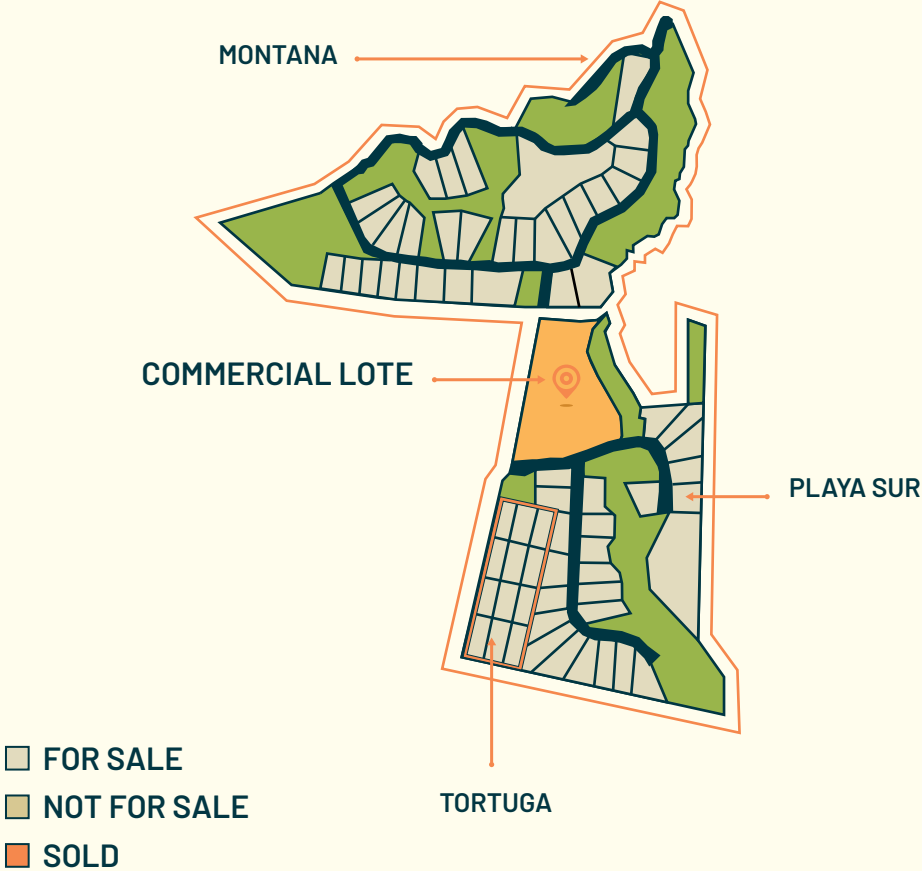 MONTANA
COMMERCIAL LOTE
PLAYA SUR
TORTUGA
FOR SALE
NOT FOR SALE
SOLD